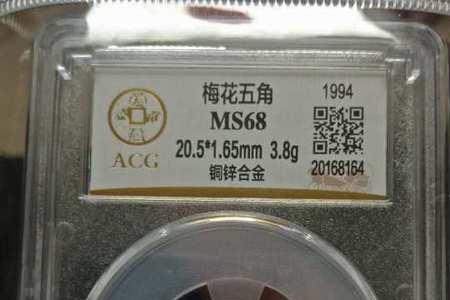 梅花五角 1994
MS68
ACG 20.5*1.65mm 3.8g
铜锌合金 20168164